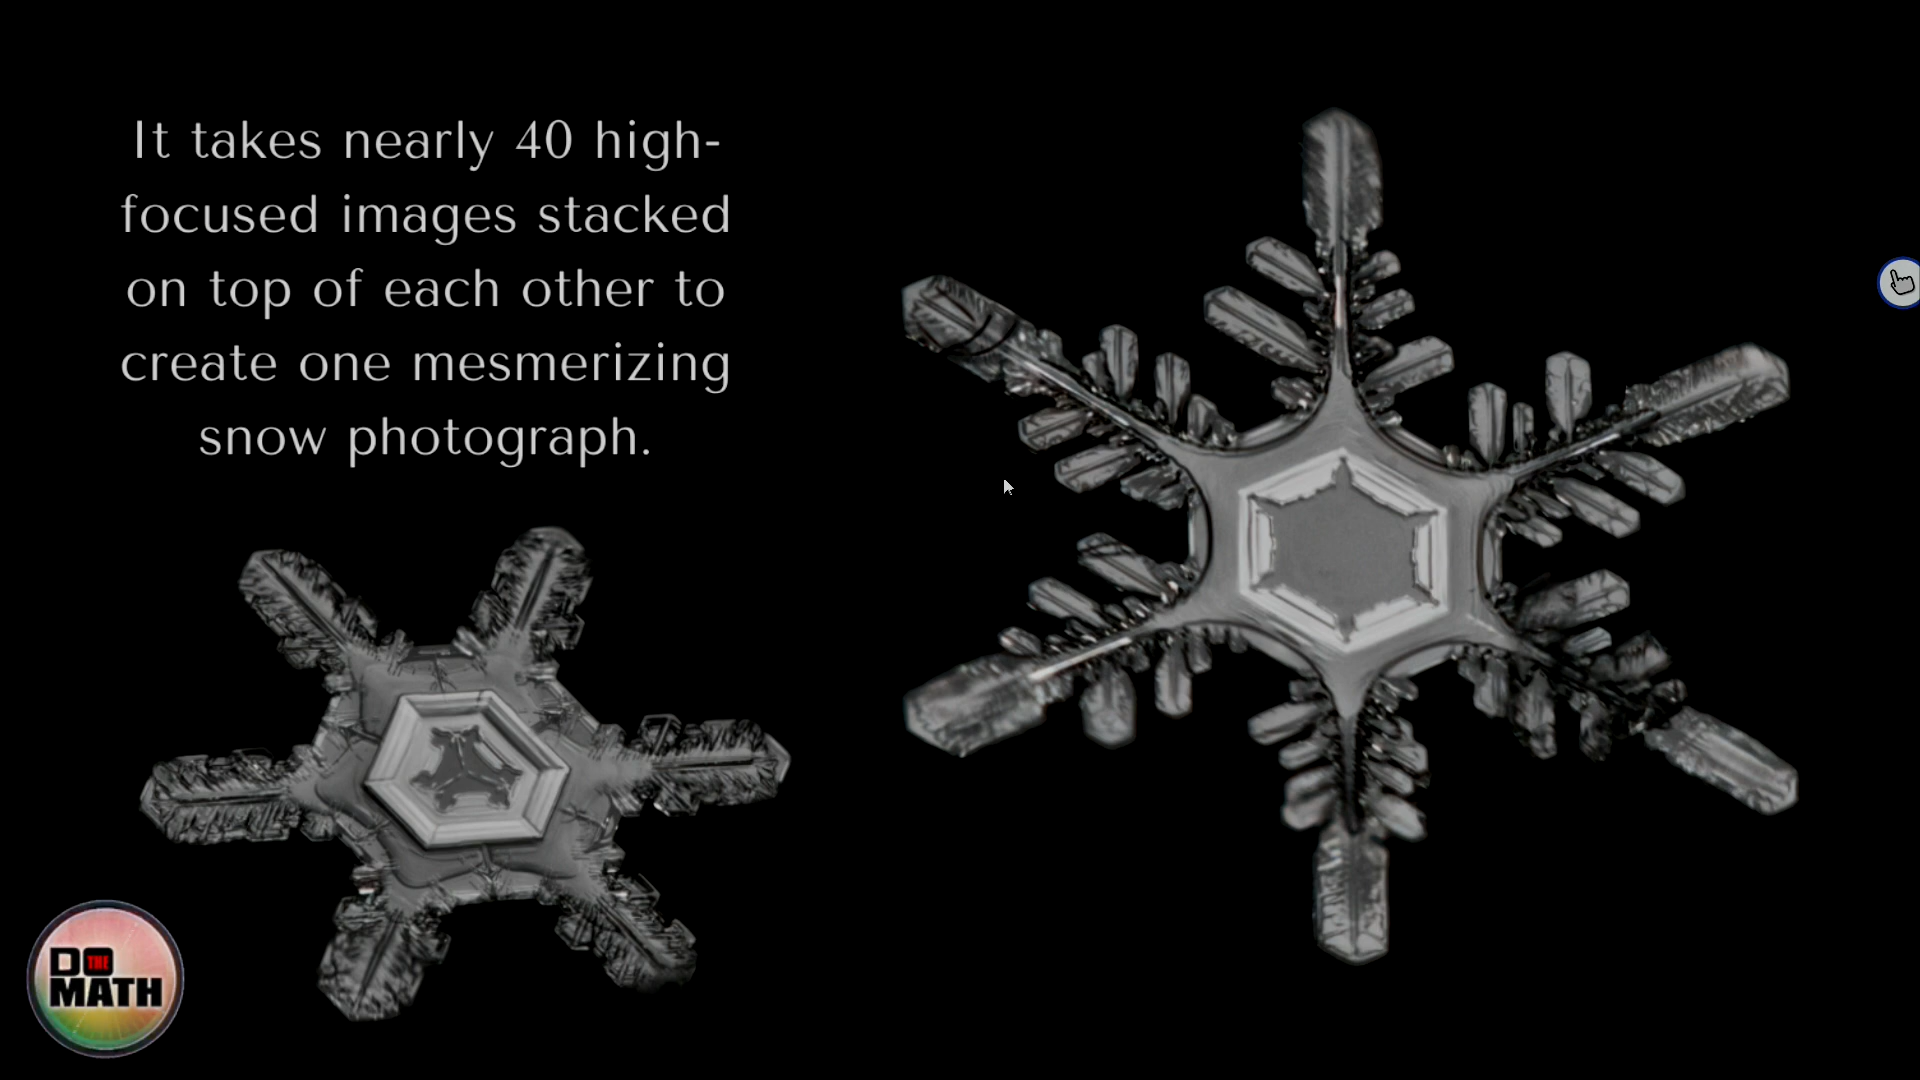 It takes nearly 40 high-
focused images stacked
on top of each other to
create one mesmerizing
snow photograph.
DO THE
MATH